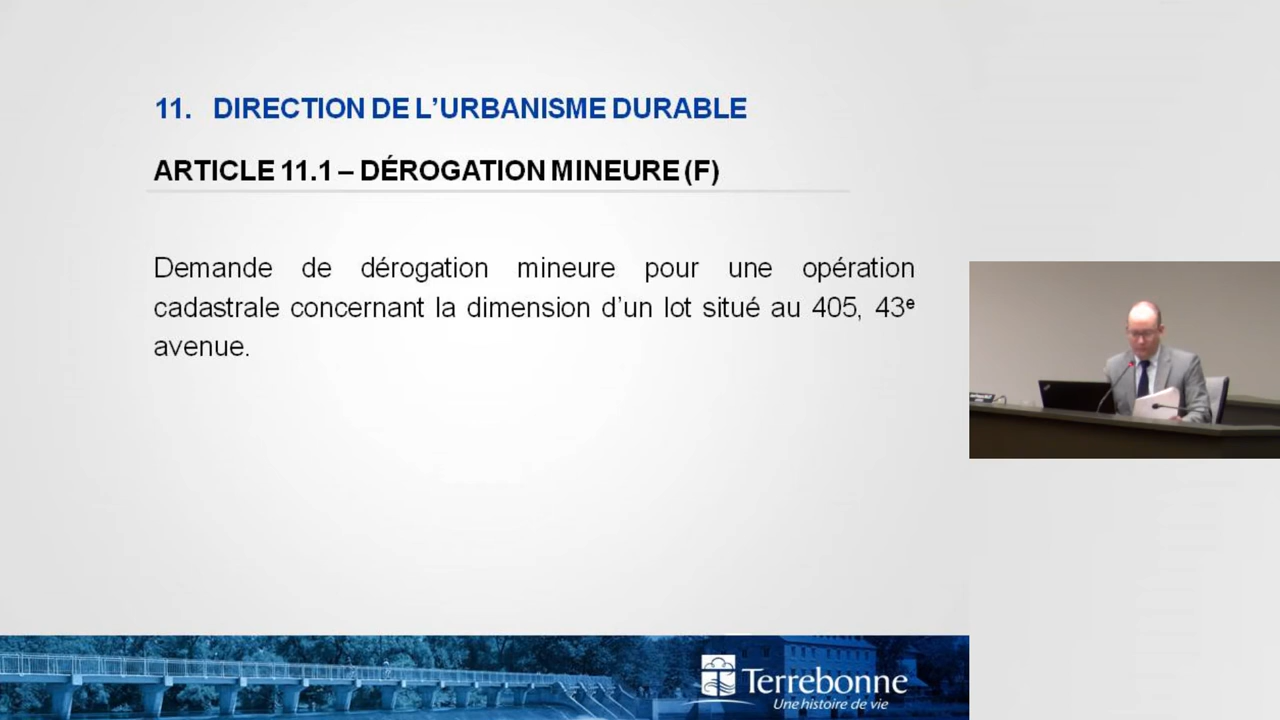 11. DIRECTION DE L’URBANISME DURABLE
ARTICLE 11.1 – DÉROGATION MINEURE (F)
Demande de dérogation mineure pour une opération
cadastrale concernant la dimension d’un lot situé au 405, 43e
avenue.
Terrebonne
Une histoire de vie